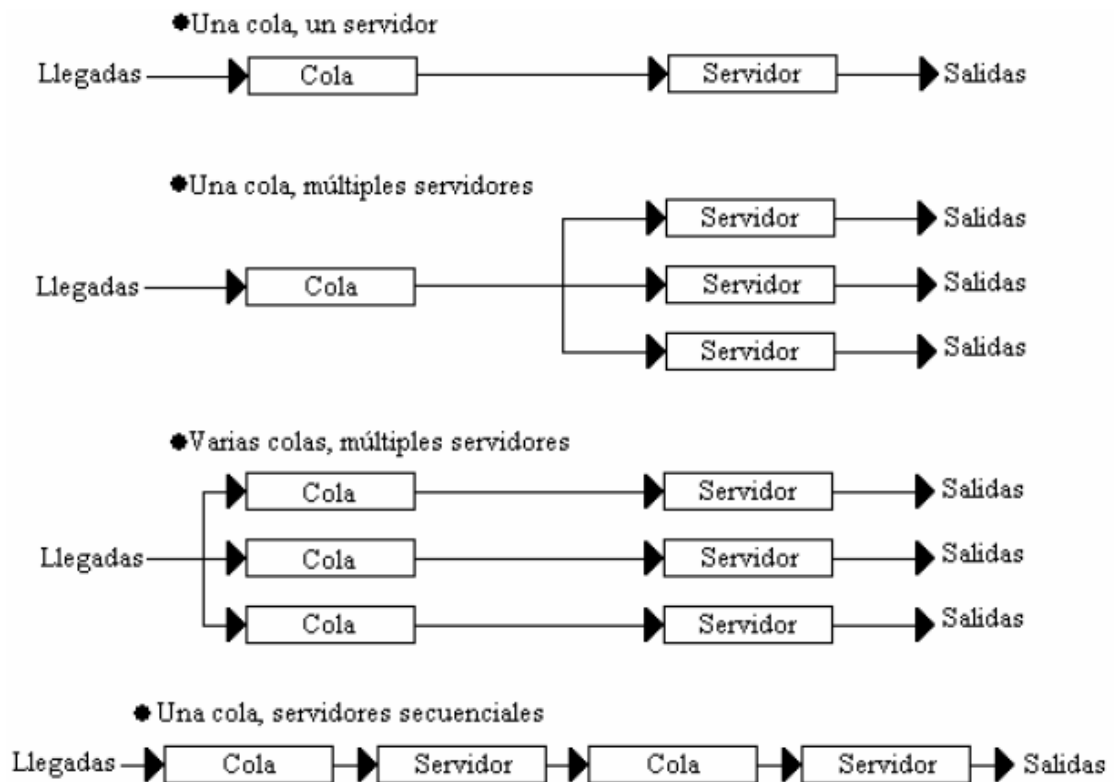 ●Una cola, un servidor
Llegadas Cola Servidor Salidas
●Una cola, múltiples servidores
Servidor Salidas
Llegadas Cola Servidor Salidas
Servidor Salidas
●Varias colas, múltiples servidores
Cola Servidor Salidas
Llegadas Cola Servidor Salidas
Cola Servidor Salidas
● Una cola, servidores secuenciales
Llegadas Cola Servidor Cola Servidor Salidas